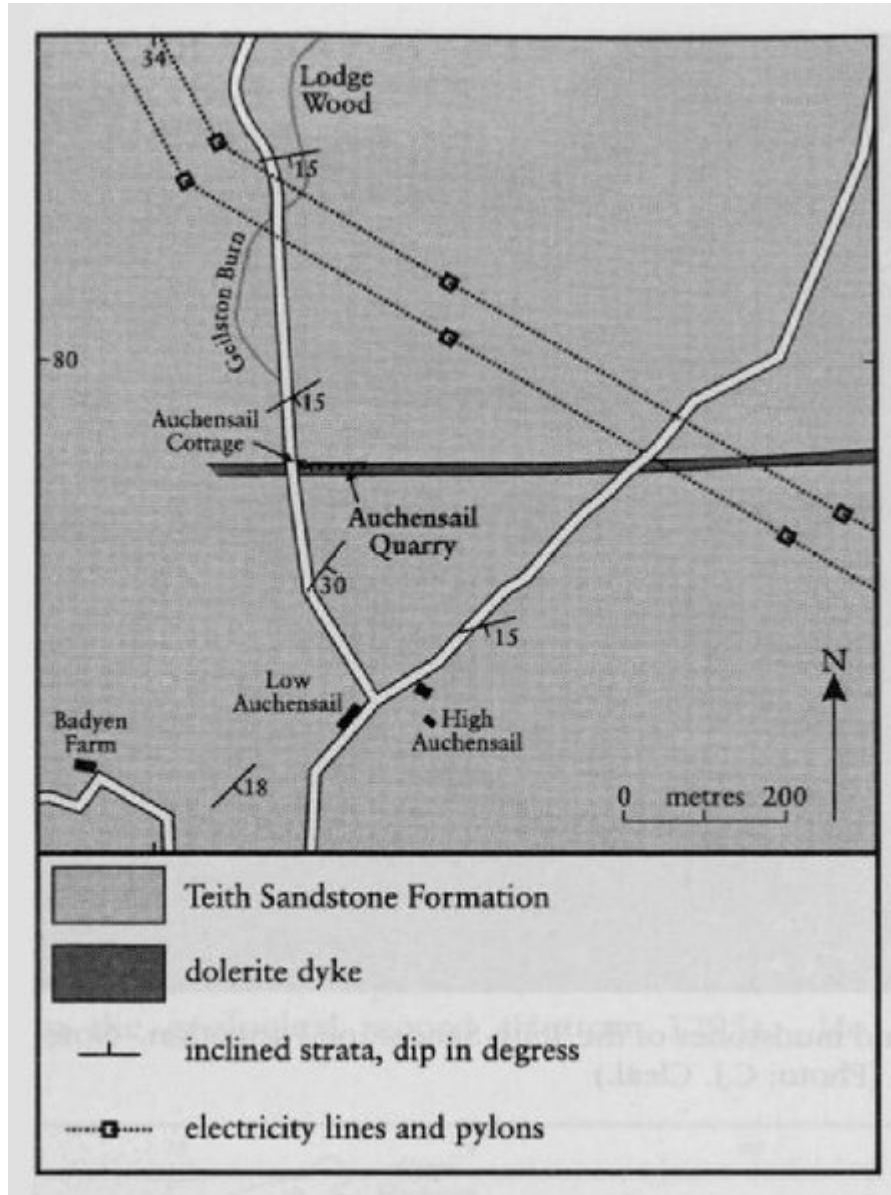 34
Lodge
Wood
15
Geilston Burn
80
15
Auchensail
Cottage
Auchensail
Quarry
30
15
Low
Auchensail
High
Auchensail
Badyen
Farm
18
N
0 metres 200
Teith Sandstone Formation
dolerite dyke
inclined strata, dip in degress
electricity lines and pylons